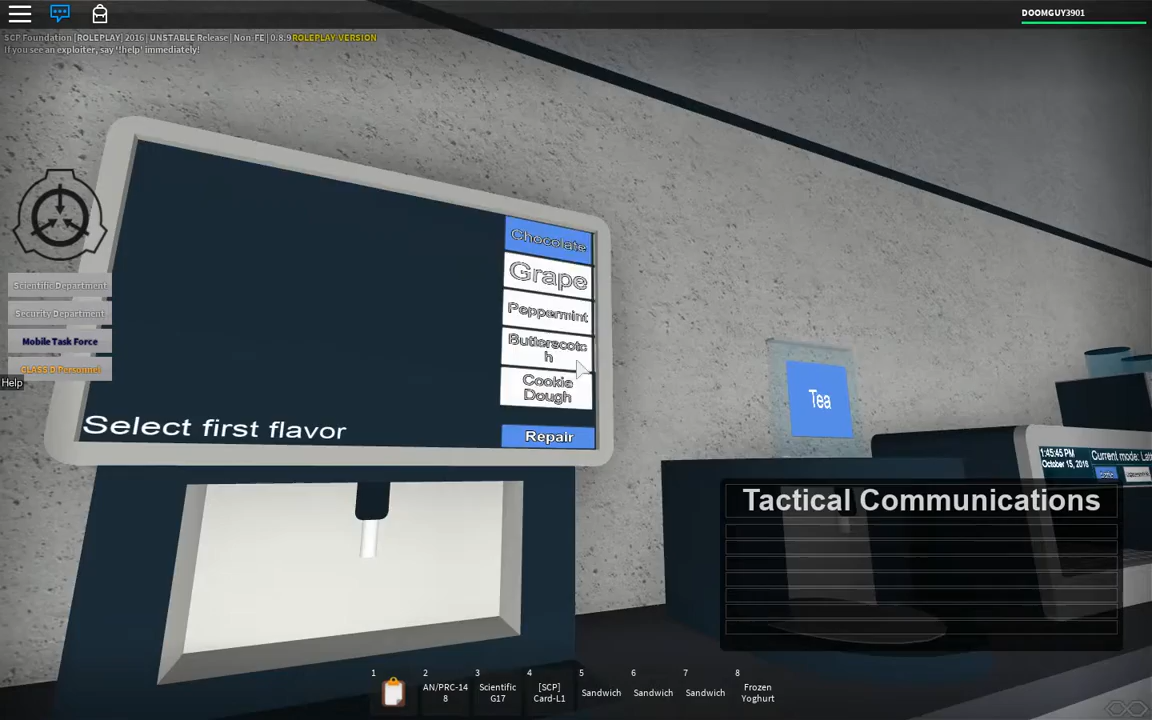 DOOMGUY3901
SCP Foundation [ROLEPLAY] 2016 | UNSTABLE Release | Non-FE | 0.8.9 ROLEPLAY VERSION
If you see an exploiter, say '!help' immediately!
Chocolate
Grape
Peppermint
Butterscotc
h
Cookie
Dough
Repair
Select first flavor
Scientific Department
Security Department
Mobile Task Force
CLASS D Personnel
Help
Tea
1:45:45 PM
October 15, 2018
Current mode: Latt
Tactical Communications
1
2
AN/PRC-14
8
3
Scientific
G17
4
[SCP]
Card-L1
5
Sandwich
6
Sandwich
7
Sandwich
8
Frozen
Yoghurt